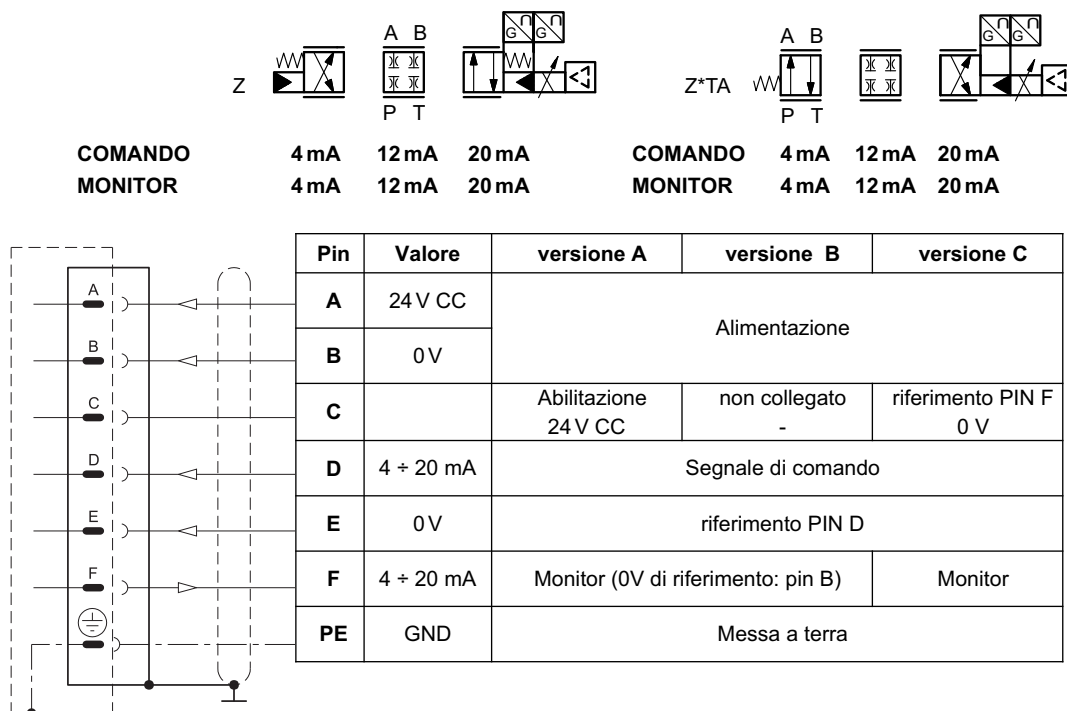 A B
G G
Z
P T
COMANDO 4 mA 12 mA 20 mA
MONITOR 4 mA 12 mA 20 mA
A B
G G
Z*TA
P T
COMANDO 4 mA 12 mA 20 mA
MONITOR 4 mA 12 mA 20 mA
A
B
C
D
E
F
Pin Valore versione A versione B versione C
A 24 V CC Alimentazione
B 0 V
C Abilitazione 24 V CC non collegato - riferimento PIN F 0 V
D 4 ÷ 20 mA Segnale di comando
E 0 V riferimento PIN D
F 4 ÷ 20 mA Monitor (0V di riferimento: pin B) Monitor
PE GND Messa a terra